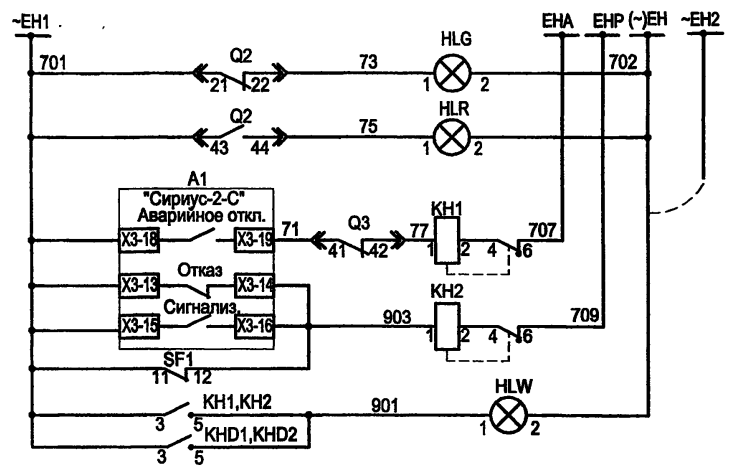 ~EH1 EHA EHP (~)EH ~EH2
701 Q2 73 HLG 702
21 22 1 2
Q2 75 HLR
43 44 1 2
A1
"Сириус-2-С"
Аварийное откл.
X3-18 X3-19 71 Q3 77 KH1 707
41 42 1 2 4 6
Отказ
X3-13 X3-14
Сигнализ.
X3-15 X3-16 903 KH2 709
1 2 4 6
SF1
11 12
KH1,KH2 901 HLW
3 5 1 2
KHD1,KHD2
3 5